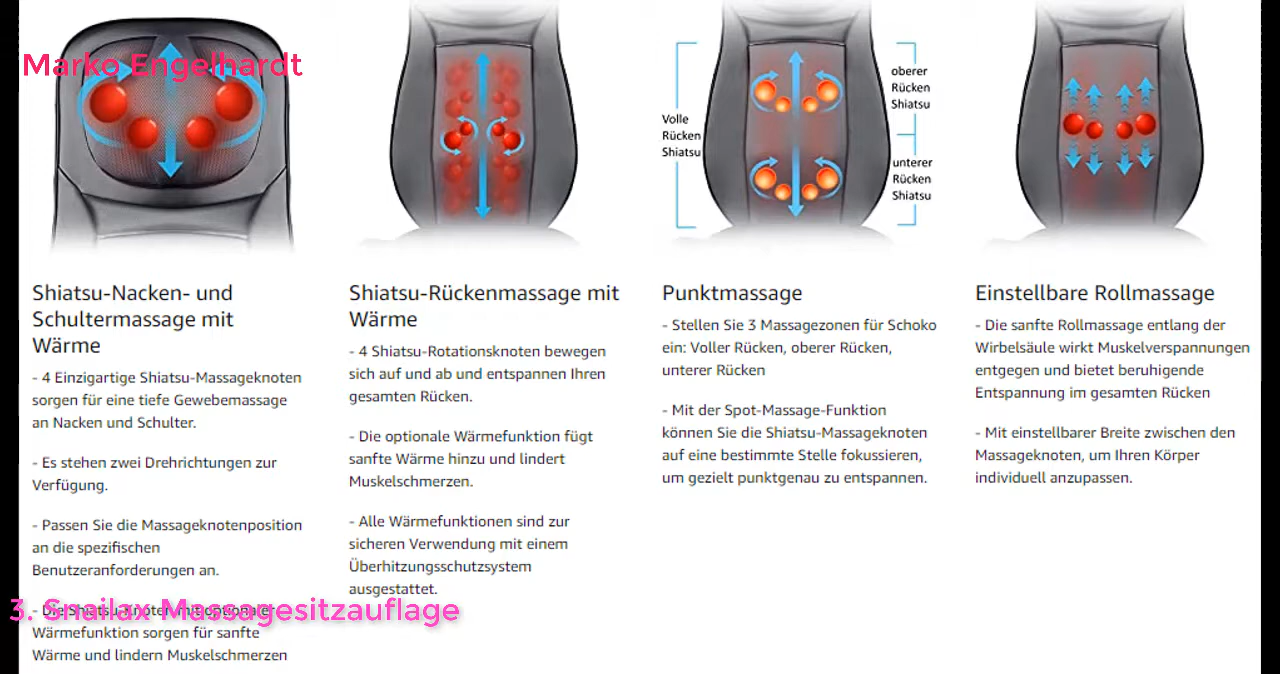 Marko Engelhardt
Volle
Rücken
Shiatsu
oberer
Rücken
Shiatsu
unterer
Rücken
Shiatsu
Shiatsu-Nacken- und
Schultermassage mit
Wärme
- 4 Einzigartige Shiatsu-Massageknoten
sorgen für eine tiefe Gewebemassage
an Nacken und Schulter.
- Es stehen zwei Drehrichtungen zur
Verfügung.
- Passen Sie die Massageknotenposition
an die spezifischen
Benutzeranforderungen an.
- Die Shiatsu-Knoten mit optionaler
Wärmefunktion sorgen für sanfte
Wärme und lindern Muskelschmerzen
Shiatsu-Rückenmassage mit
Wärme
- 4 Shiatsu-Rotationsknoten bewegen
sich auf und ab und entspannen Ihren
gesamten Rücken.
- Die optionale Wärmefunktion fügt
sanfte Wärme hinzu und lindert
Muskelschmerzen.
- Alle Wärmefunktionen sind zur
sicheren Verwendung mit einem
Überhitzungsschutzsystem
ausgestattet.
Punktmassage
- Stellen Sie 3 Massagezonen für Schoko
ein: Voller Rücken, oberer Rücken,
unterer Rücken
- Mit der Spot-Massage-Funktion
können Sie die Shiatsu-Massageknoten
auf eine bestimmte Stelle fokussieren,
um gezielt punktgenau zu entspannen.
Einstellbare Rollmassage
- Die sanfte Rollmassage entlang der
Wirbelsäule wirkt Muskelverspannungen
entgegen und bietet beruhigende
Entspannung im gesamten Rücken
- Mit einstellbarer Breite zwischen den
Massageknoten, um Ihren Körper
individuell anzupassen.
3. Snailax Massagesitzauflage